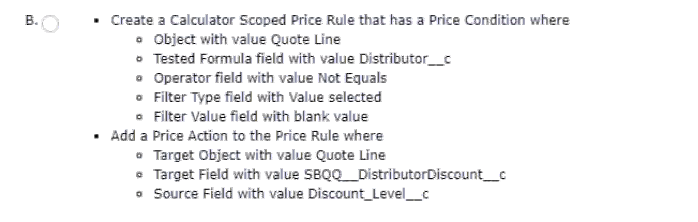 B.
• Create a Calculator Scoped Price Rule that has a Price Condition where
o Object with value Quote Line
o Tested Formula field with value Distributor__c
o Operator field with value Not Equals
o Filter Type field with Value selected
o Filter Value field with blank value
• Add a Price Action to the Price Rule where
o Target Object with value Quote Line
o Target Field with value SBQQ__DistributorDiscount__c
o Source Field with value Discount_Level__c